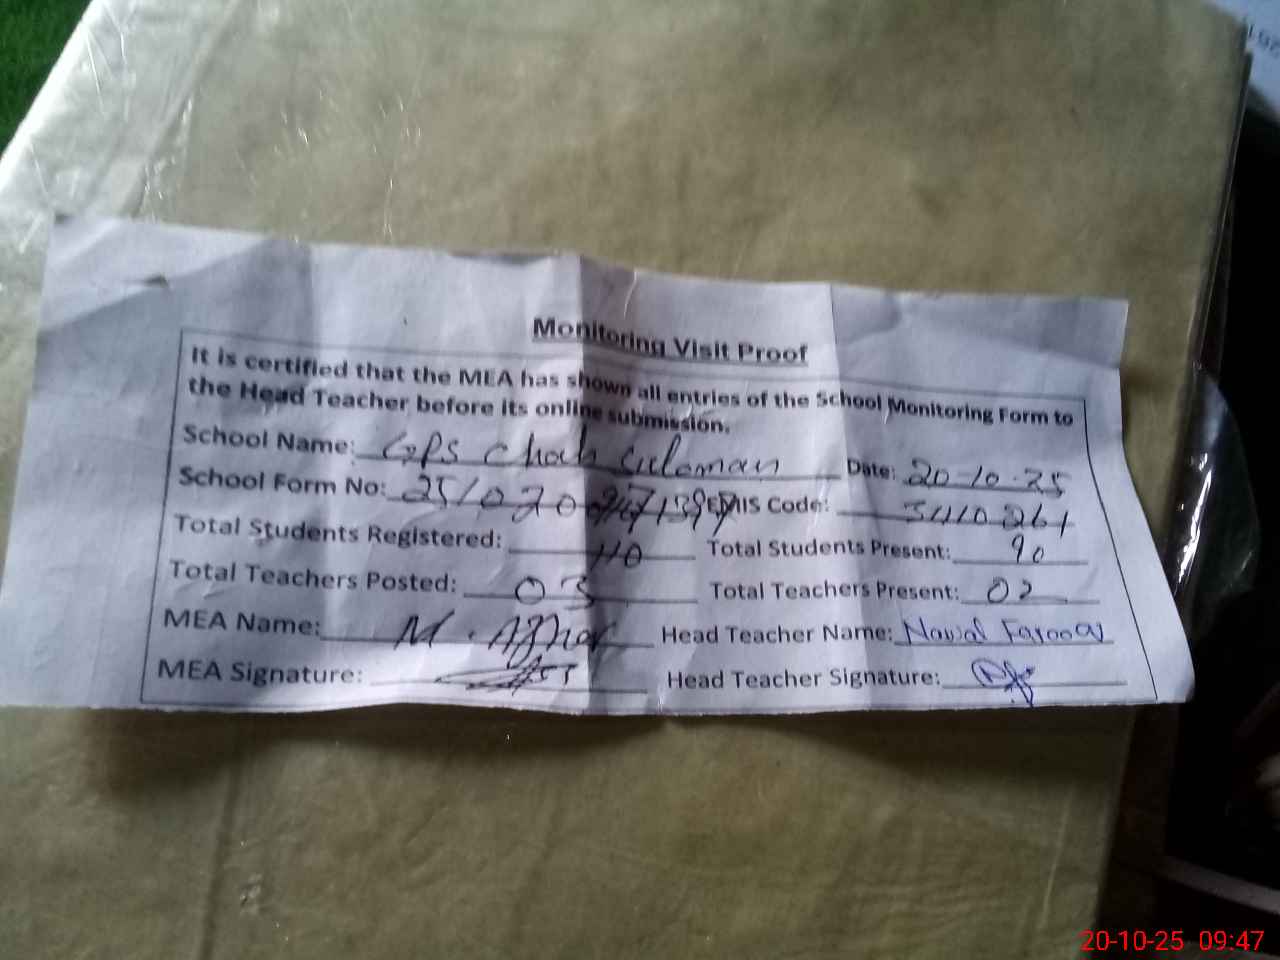 Monitoring Visit Proof
It is certified that the MEA has shown all entries of the School Monitoring Form to
the Head Teacher before its online submission.
School Name: GPS Chah Suleman Date: 20-10-25
School Form No: EMIS Code: 3410261
Total Students Registered: 110 Total Students Present: 90
Total Teachers Posted: 03 Total Teachers Present: 02
MEA Name: M. Head Teacher Name: Nawal Farooq
MEA Signature: Head Teacher Signature:
20-10-25 09:47